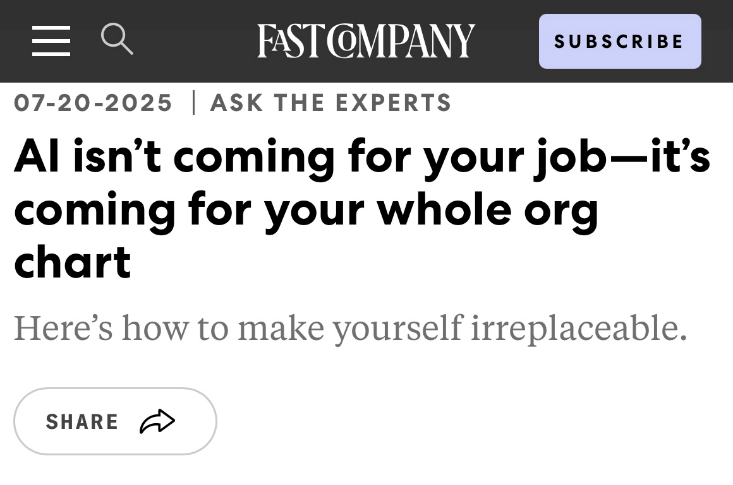 FAST COMPANY
SUBSCRIBE
07-20-2025 | ASK THE EXPERTS
AI isn’t coming for your job—it’s
coming for your whole org
chart
Here’s how to make yourself irreplaceable.
SHARE